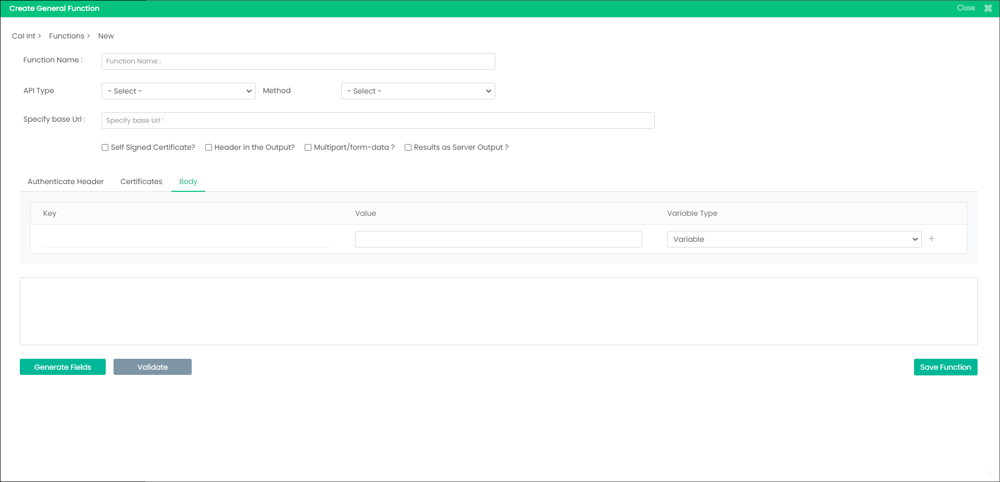 Create General Function
Close ✖
Cal Int > Functions > New
Function Name :
Function Name :
API Type
- Select -
Method
- Select -
Specify base Url :
Specify base Url :
Self Signed Certificate? Header in the Output? Multipart/form-data ? Results as Server Output ?
Authenticate Header Certificates Body
Key Value Variable Type
Variable +
Generate Fields Validate Save Function